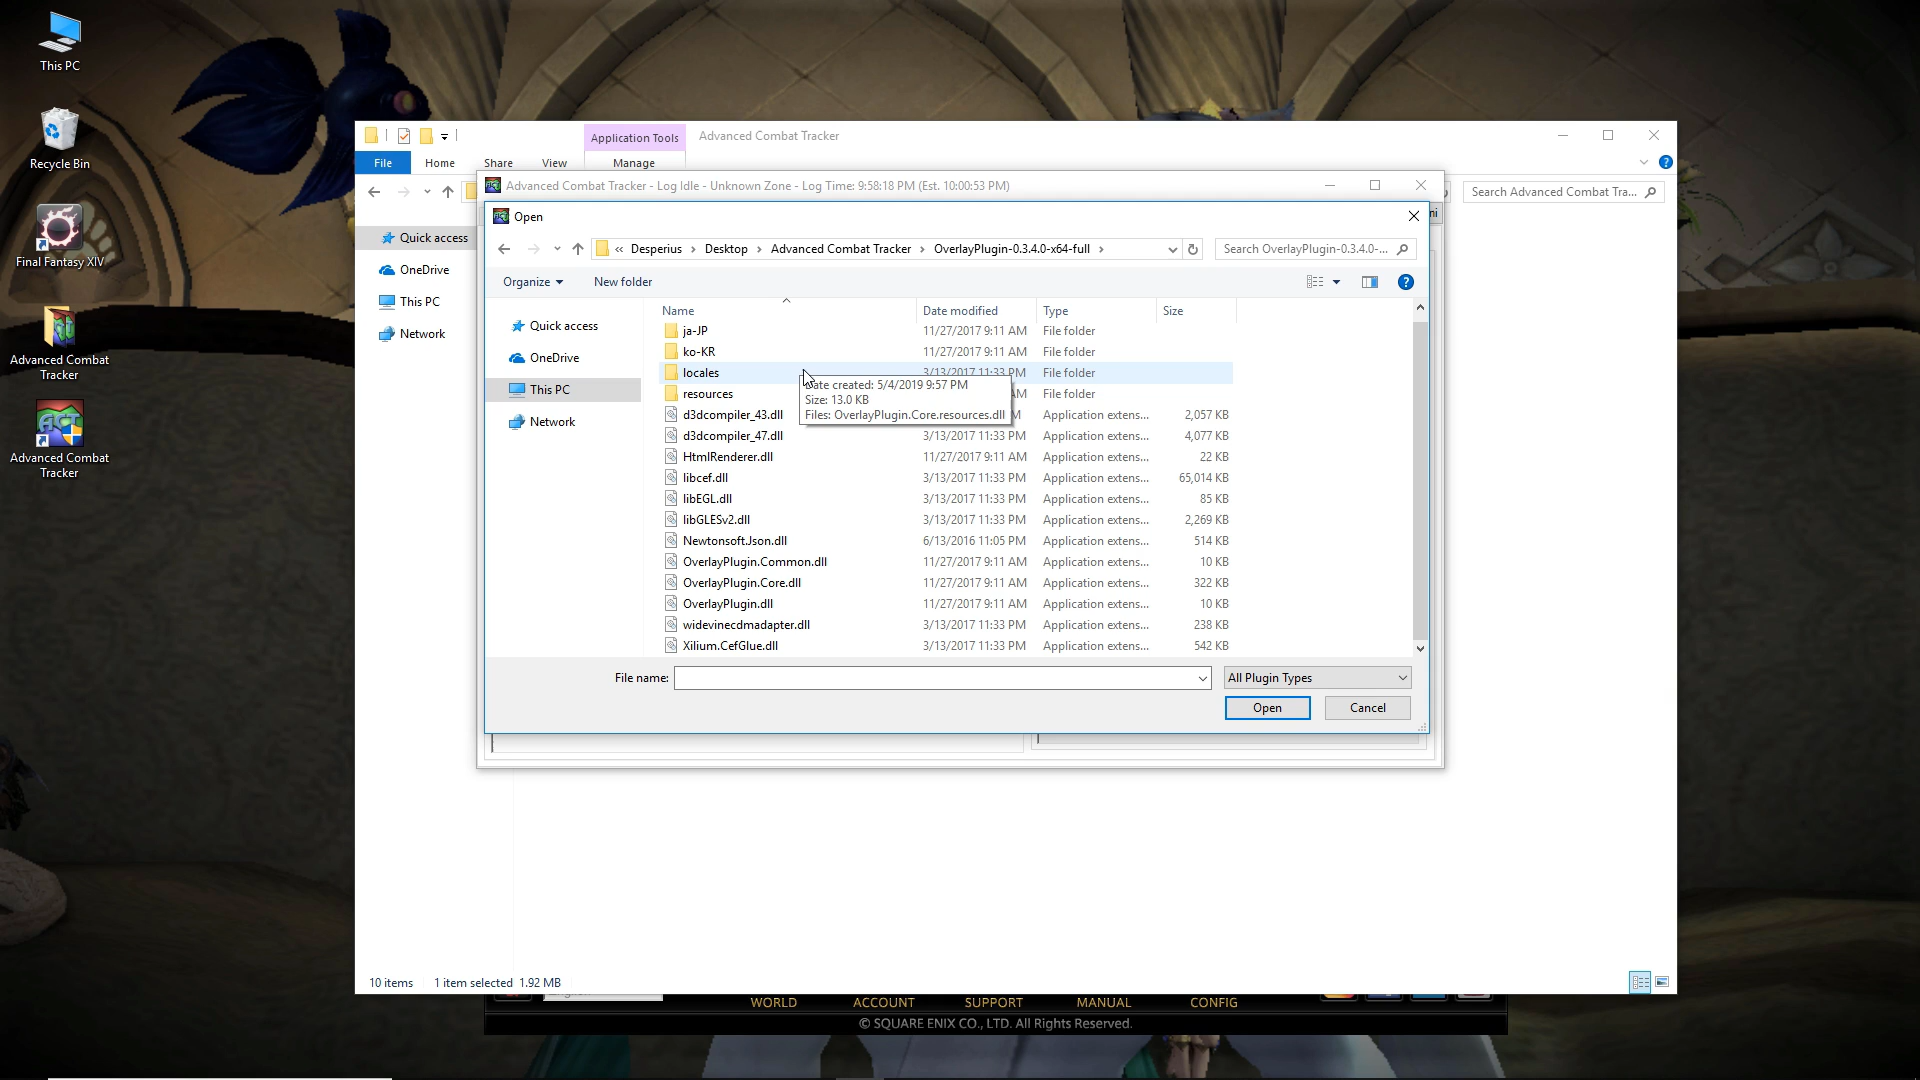 This PC
Recycle Bin
Final Fantasy XIV
Advanced Combat
Tracker
Advanced Combat
Tracker
Application Tools
Advanced Combat Tracker
File
Home
Share
View
Manage
Search Advanced Combat Tra...
Quick access
OneDrive
This PC
Network
Advanced Combat Tracker - Log Idle - Unknown Zone - Log Time: 9:58:18 PM (Est. 10:00:53 PM)
Open
« Desperius › Desktop › Advanced Combat Tracker › OverlayPlugin-0.3.4.0-x64-full ›
Search OverlayPlugin-0.3.4.0-...
Organize
New folder
Quick access
OneDrive
This PC
Network
Name Date modified Type Size
ja-JP 11/27/2017 9:11 AM File folder
ko-KR 11/27/2017 9:11 AM File folder
locales 3/13/2017 11:33 PM File folder
resources File folder
Date created: 5/4/2019 9:57 PM
Size: 13.0 KB
Files: OverlayPlugin.Core.resources.dll
d3dcompiler_43.dll Application extens... 2,057 KB
d3dcompiler_47.dll 3/13/2017 11:33 PM Application extens... 4,077 KB
HtmlRenderer.dll 11/27/2017 9:11 AM Application extens... 22 KB
libcef.dll 3/13/2017 11:33 PM Application extens... 65,014 KB
libEGL.dll 3/13/2017 11:33 PM Application extens... 85 KB
libGLESv2.dll 3/13/2017 11:33 PM Application extens... 2,269 KB
Newtonsoft.Json.dll 6/13/2016 11:05 PM Application extens... 514 KB
OverlayPlugin.Common.dll 11/27/2017 9:11 AM Application extens... 10 KB
OverlayPlugin.Core.dll 11/27/2017 9:11 AM Application extens... 322 KB
OverlayPlugin.dll 11/27/2017 9:11 AM Application extens... 10 KB
widevinecdmadapter.dll 3/13/2017 11:33 PM Application extens... 238 KB
Xilium.CefGlue.dll 3/13/2017 11:33 PM Application extens... 542 KB
File name:
All Plugin Types
Open
Cancel
10 items
1 item selected 1.92 MB
WORLD ACCOUNT SUPPORT MANUAL CONFIG
© SQUARE ENIX CO., LTD. All Rights Reserved.